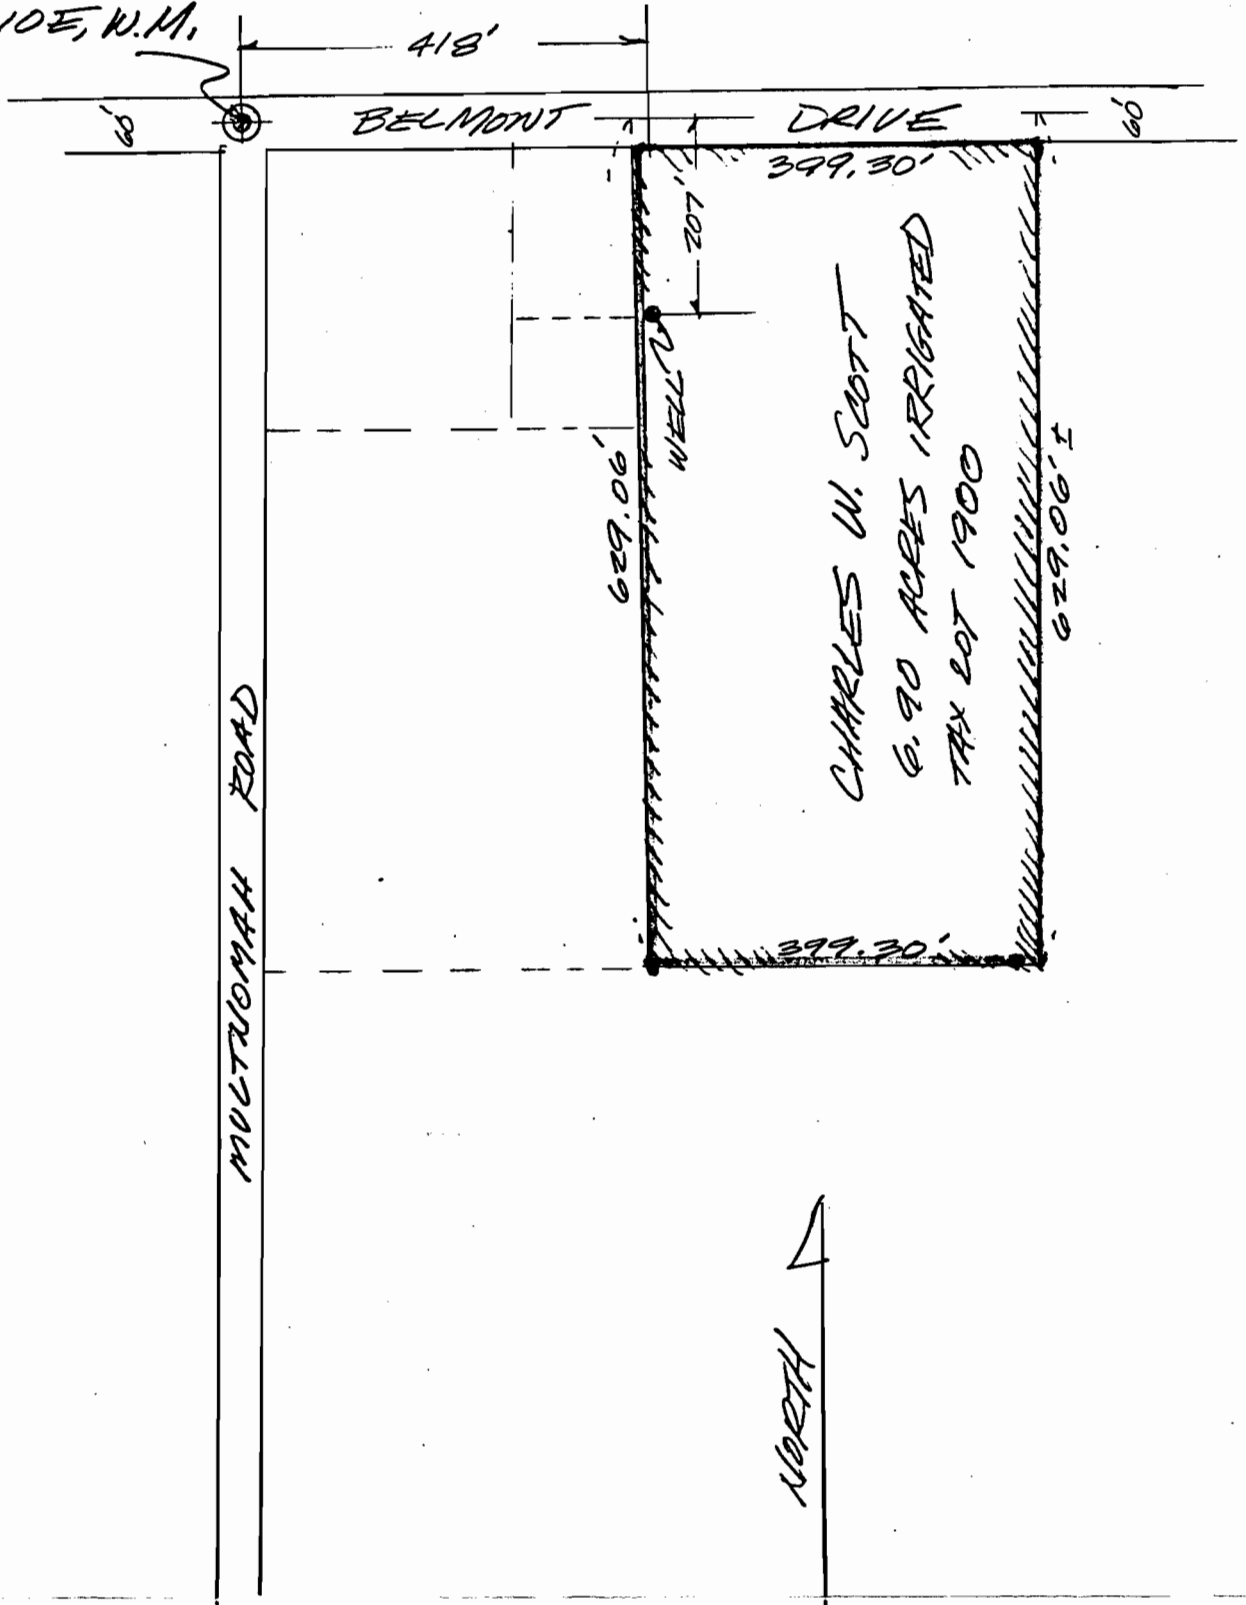 10E, W.M.
418'
60'
BELMONT DRIVE
60'
399.30'
207'
WELL
629.06'
CHARLES W. SCOTT
6.90 ACRES IRRIGATED
TAX LOT 1900
629.06' ±
MULTNOMAH ROAD
399.30'
NORTH